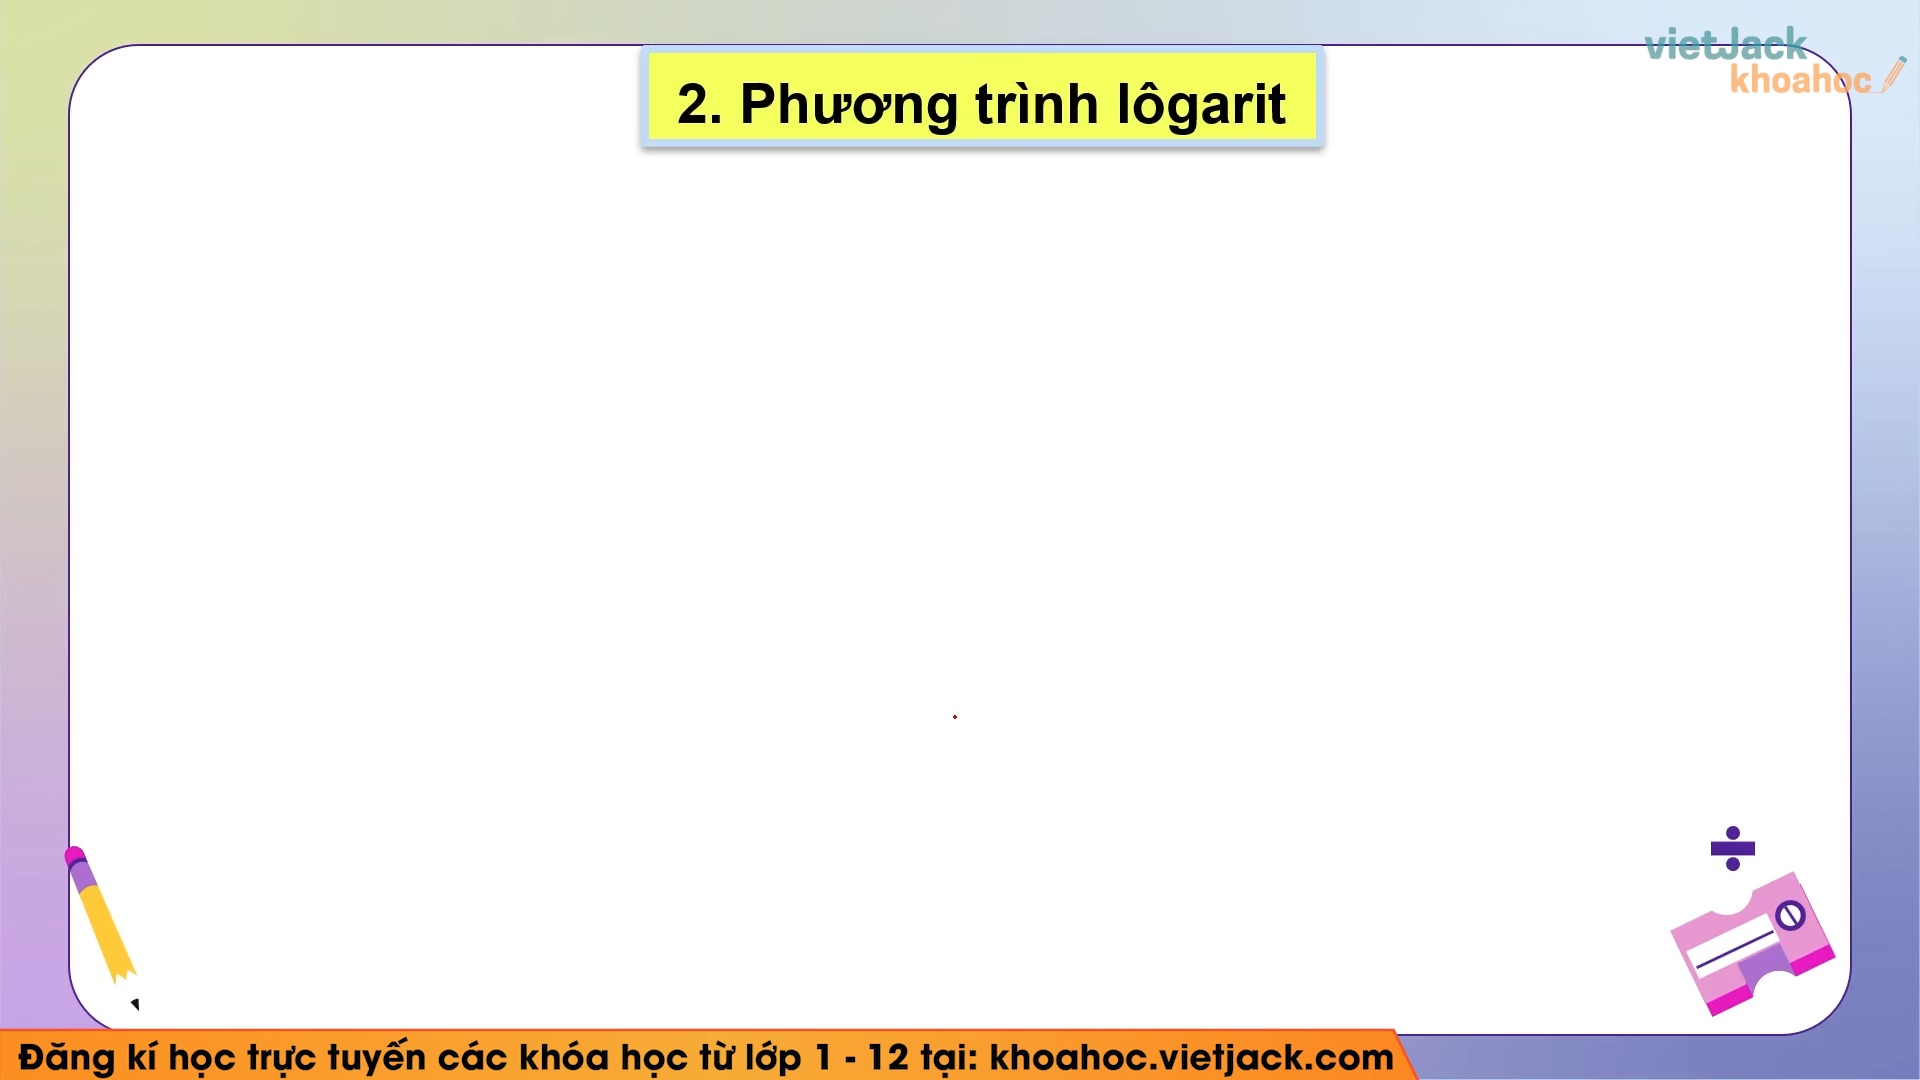 vietJack
khoahoc
2. Phương trình lôgarit
Đăng kí học trực tuyến các khóa học từ lớp 1 - 12 tại: khoahoc.vietjack.com